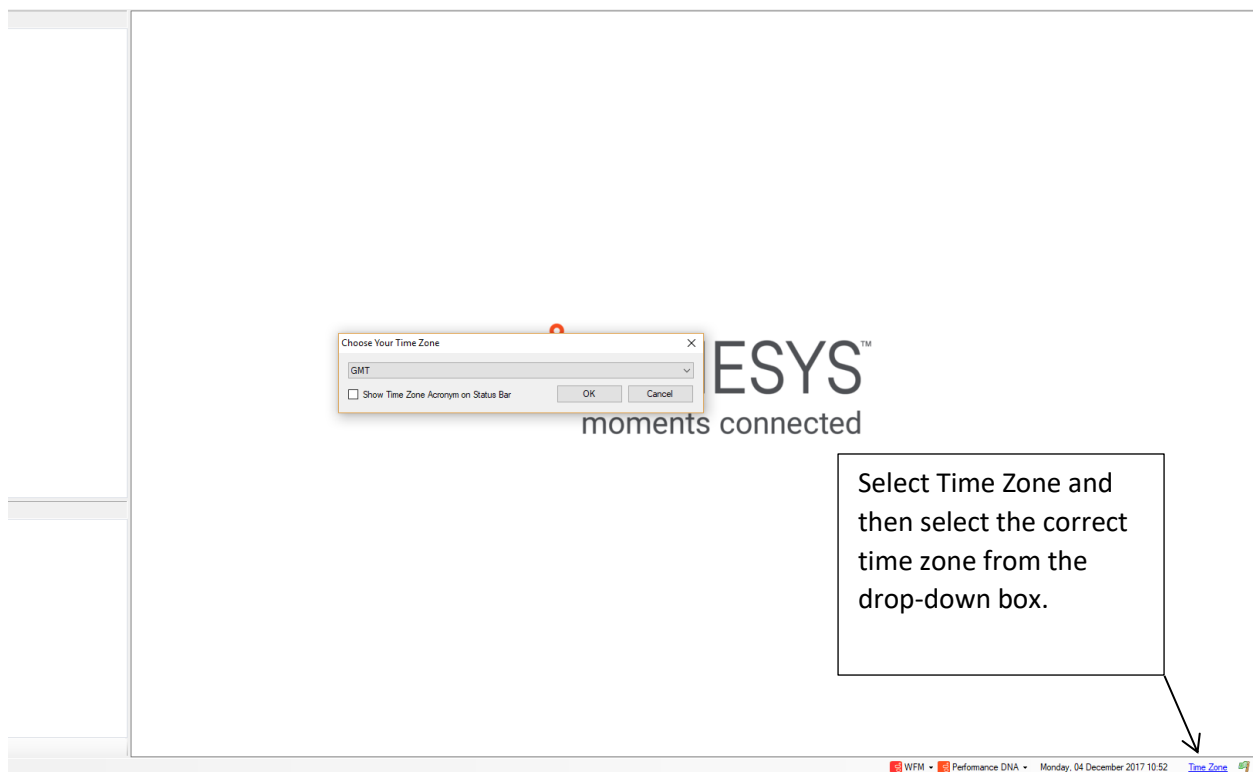 Choose Your Time Zone
GMT
Show Time Zone Acronym on Status Bar
OK
Cancel
ESYS™
moments connected
Select Time Zone and
then select the correct
time zone from the
drop-down box.
WFM
Performance DNA
Monday, 04 December 2017 10:52
Time Zone